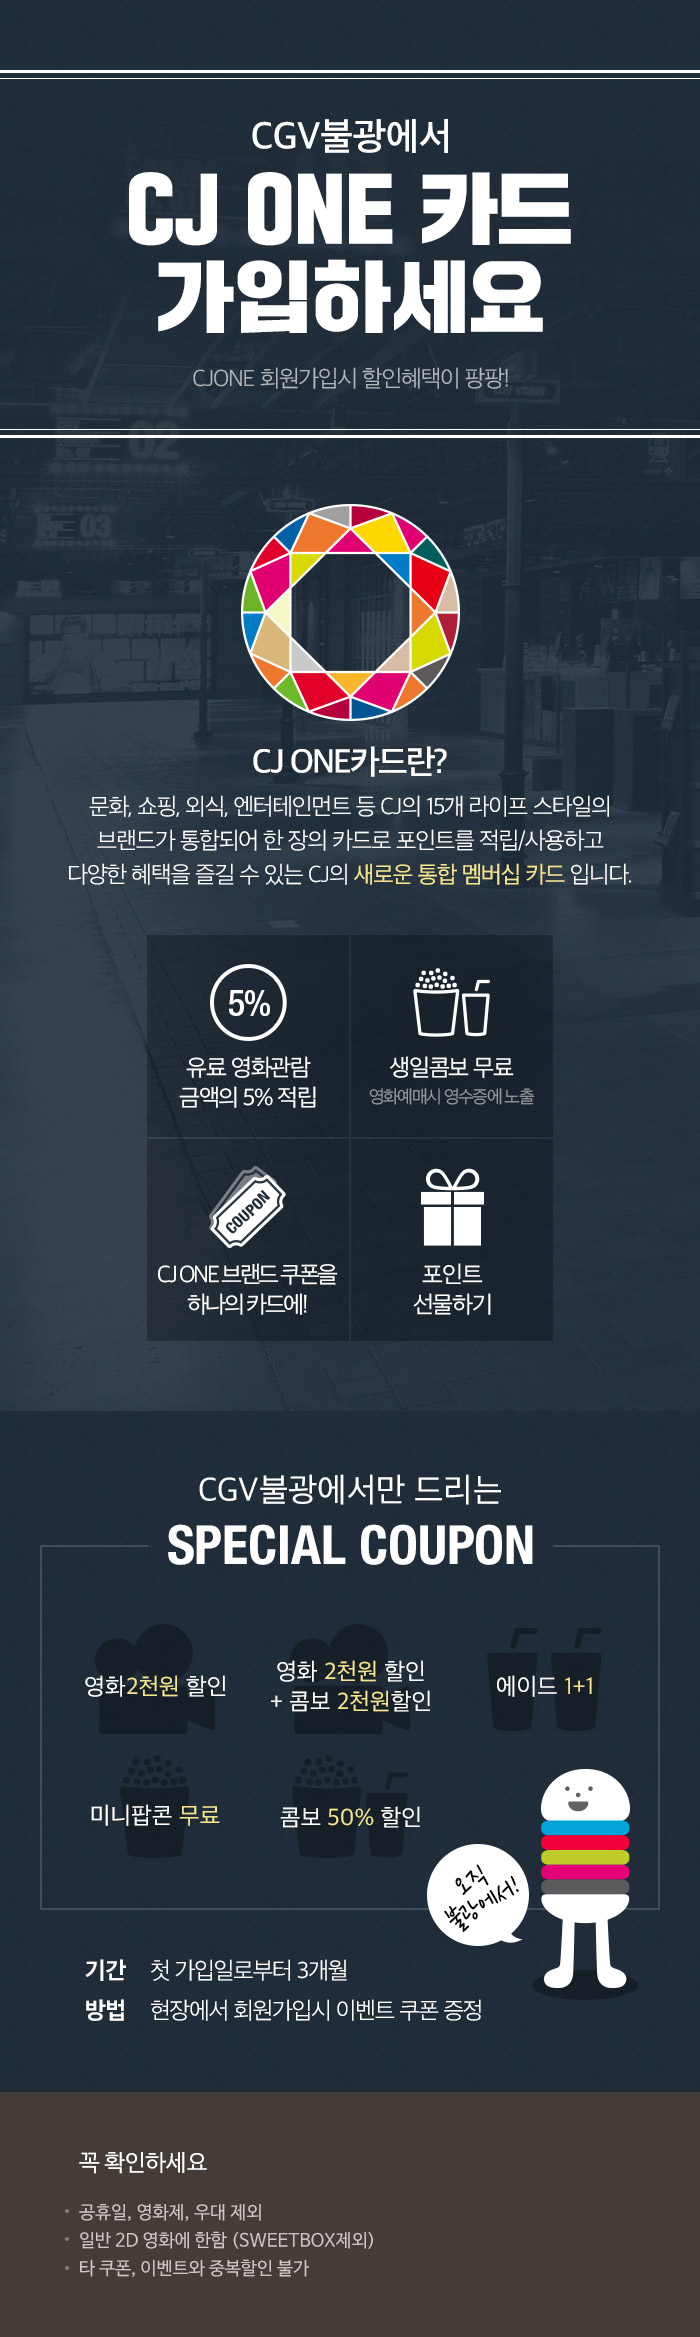 CGV불광에서
CJ ONE 카드
가입하세요
CJONE 회원가입시 할인혜택이 팡팡!
02
03
CJ ONE카드란?
문화, 쇼핑, 외식, 엔터테인먼트 등 CJ의 15개 라이프 스타일의
브랜드가 통합되어 한 장의 카드로 포인트를 적립/사용하고
다양한 혜택을 즐길 수 있는 CJ의 새로운 통합 멤버십 카드 입니다.
5%
유료 영화관람
금액의 5% 적립
생일콤보 무료
영화예매시 영수증에 노출
COUPON
CJ ONE 브랜드 쿠폰을
하나의 카드에!
포인트
선물하기
CGV불광에서만 드리는
SPECIAL COUPON
영화2천원 할인
영화 2천원 할인
+ 콤보 2천원할인
에이드 1+1
미니팝콘 무료
콤보 50% 할인
오직
불광에서!
기간 첫 가입일로부터 3개월
방법 현장에서 회원가입시 이벤트 쿠폰 증정
꼭 확인하세요
• 공휴일, 영화제, 우대 제외
• 일반 2D 영화에 한함 (SWEETBOX제외)
• 타 쿠폰, 이벤트와 중복할인 불가